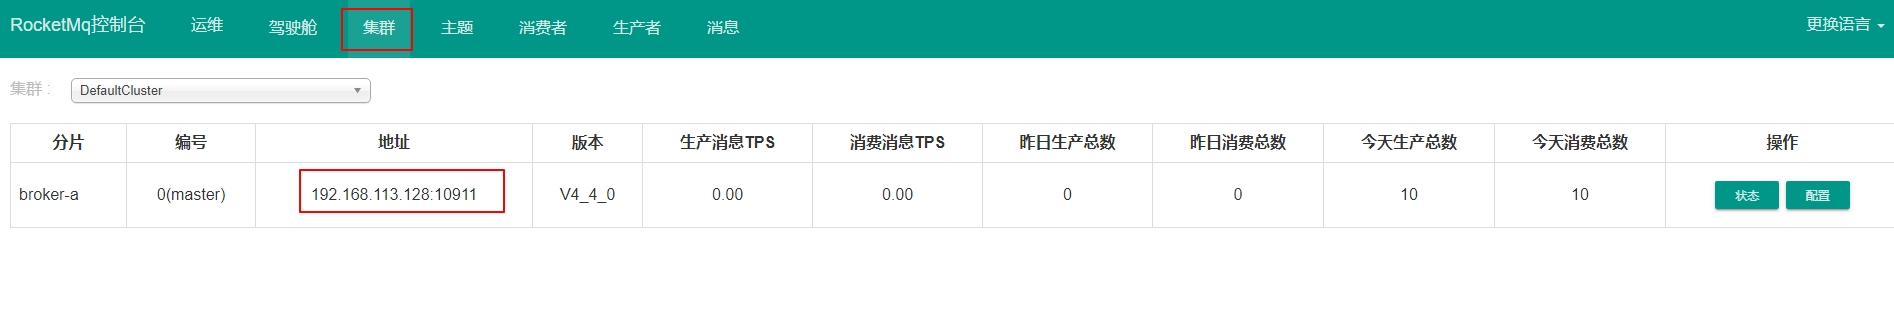 RocketMq控制台 运维 驾驶舱 集群 主题 消费者 生产者 消息 更换语言
集群： DefaultCluster
分片 编号 地址 版本 生产消息TPS 消费消息TPS 昨日生产总数 昨日消费总数 今天生产总数 今天消费总数 操作
broker-a 0(master) 192.168.113.128:10911 V4_4_0 0.00 0.00 0 0 10 10 状态 配置